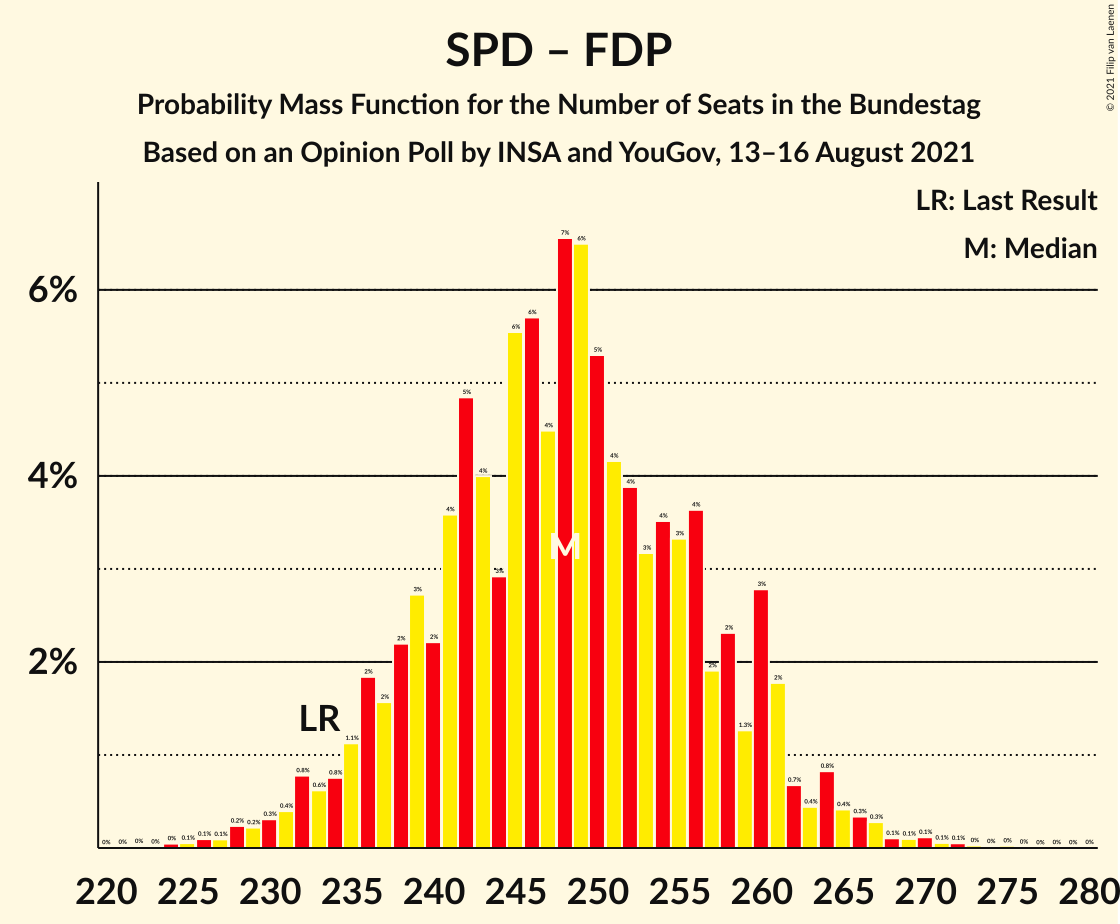 SPD – FDP
Probability Mass Function for the Number of Seats in the Bundestag
Based on an Opinion Poll by INSA and YouGov, 13–16 August 2021
© 2021 Filip van Laenen
LR: Last Result
M: Median
6%
4%
2%
0% 0% 0% 0% 0% 0.1% 0.1% 0.1% 0.2% 0.2% 0.3% 0.4% 0.8% 0.6% 0.8% 1.1% 2% 2% 2% 3% 2% 4% 5% 4% 3% 6% 6% 4% 7% 6% 5% 4% 4% 3% 4% 3% 4% 2% 2% 1.3% 3% 2% 0.7% 0.4% 0.8% 0.4% 0.3% 0.3% 0.1% 0.1% 0.1% 0.1% 0.1% 0% 0% 0% 0% 0% 0% 0% 0%
LR
M
220 225 230 235 240 245 250 255 260 265 270 275 280